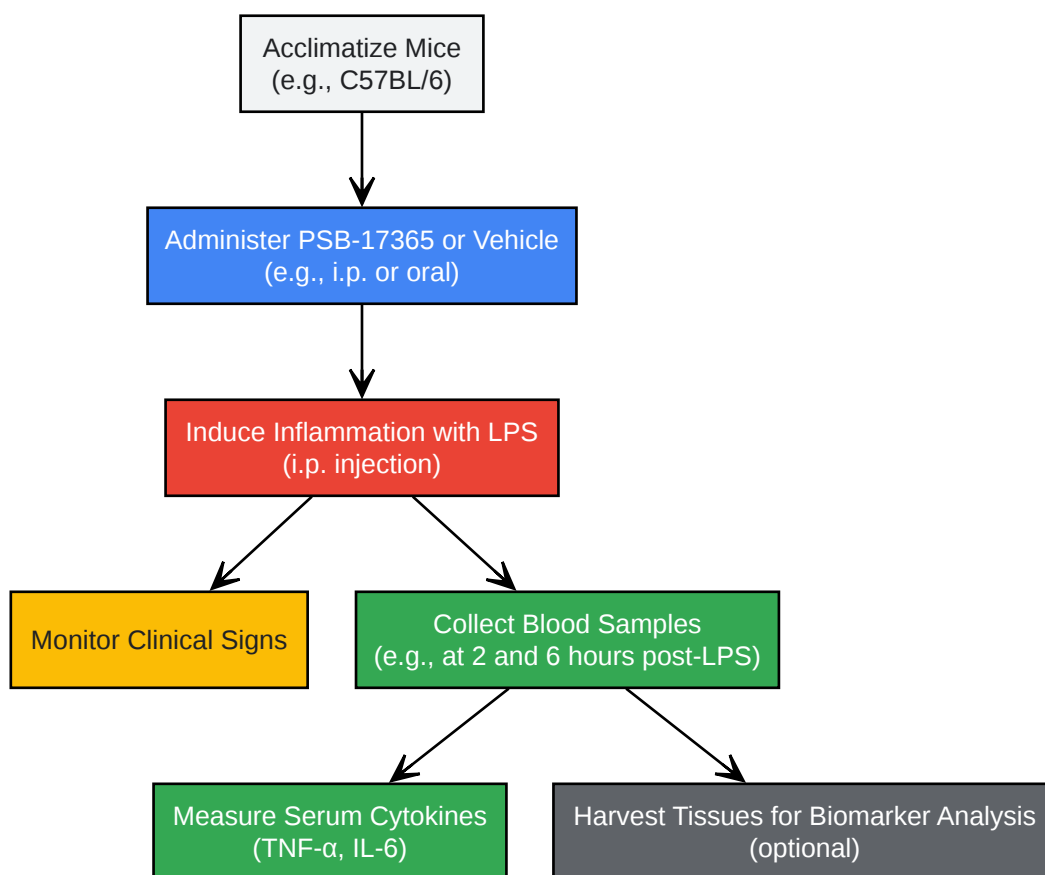 Acclimatize Mice
(e.g., C57BL/6)
Administer PSB-17365 or Vehicle
(e.g., i.p. or oral)
Induce Inflammation with LPS
(i.p. injection)
Monitor Clinical Signs
Collect Blood Samples
(e.g., at 2 and 6 hours post-LPS)
Measure Serum Cytokines
(TNF-α, IL-6)
Harvest Tissues for Biomarker Analysis
(optional)